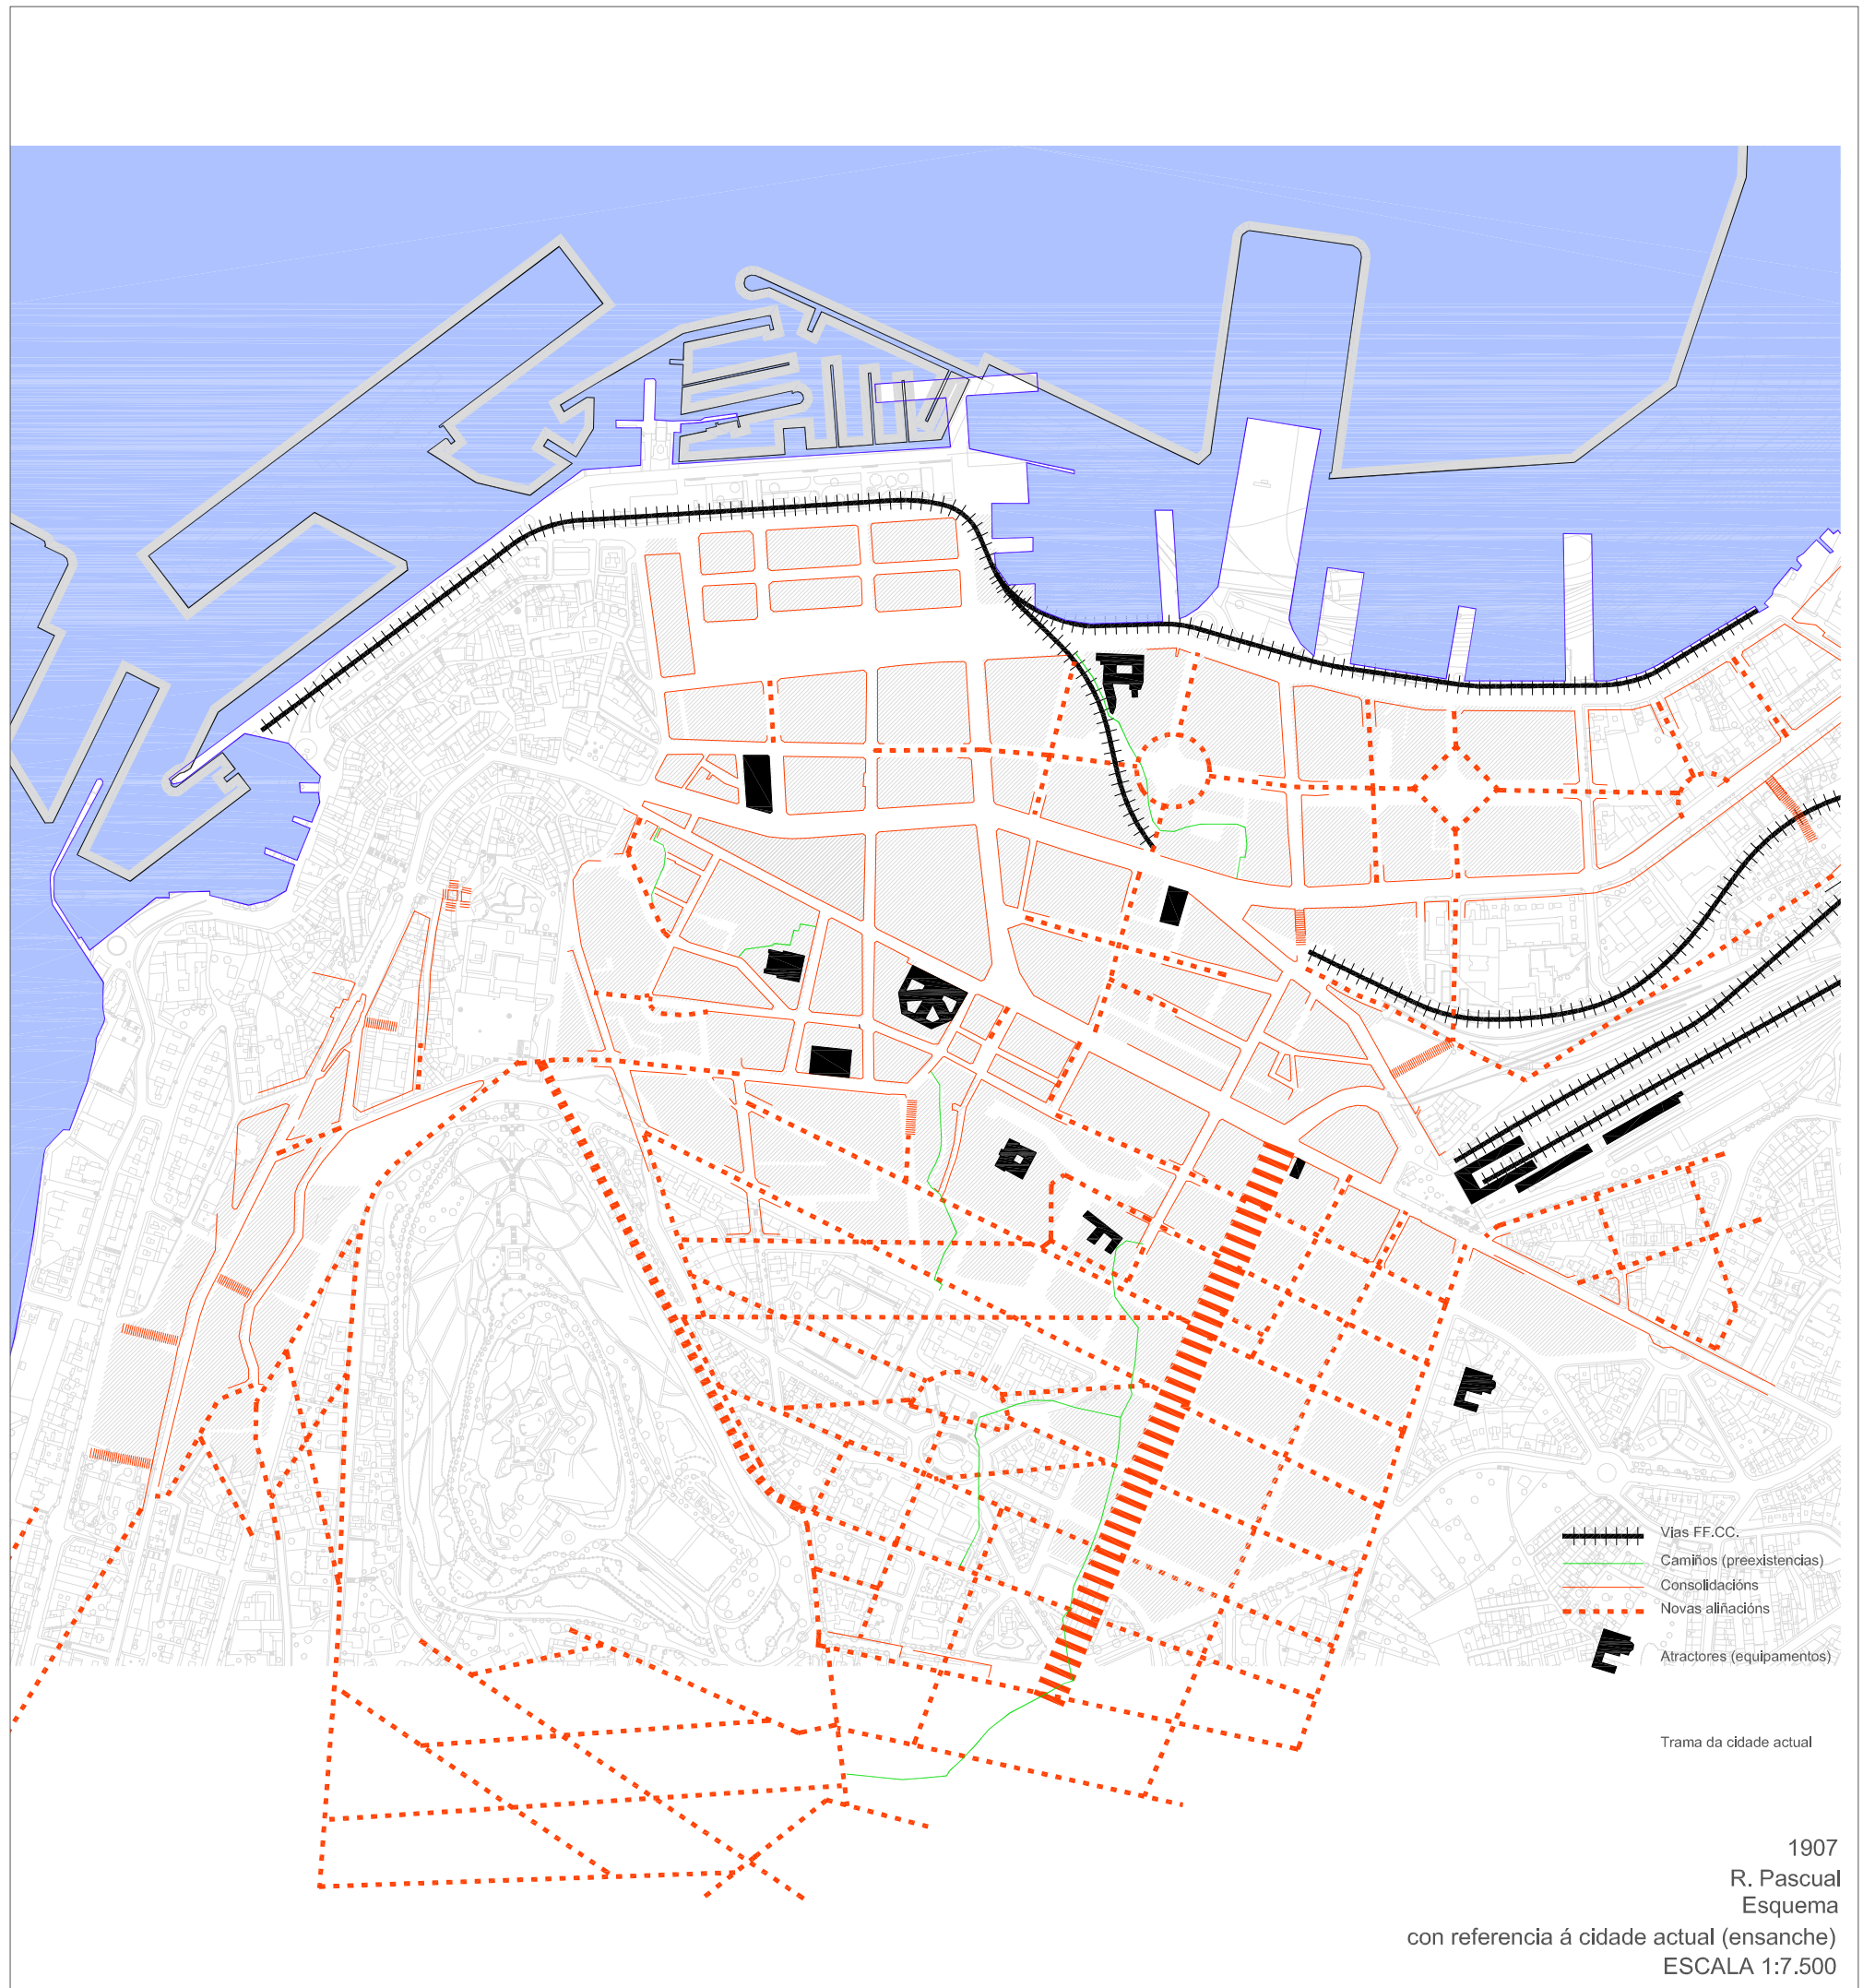 Vias FF.CC.
Camiños (preexistencias)
Consolidacións
Novas aliñacións
Atractores (equipamentos)
Trama da cidade actual
1907
R. Pascual
Esquema
con referencia á cidade actual (ensanche)
ESCALA 1:7.500